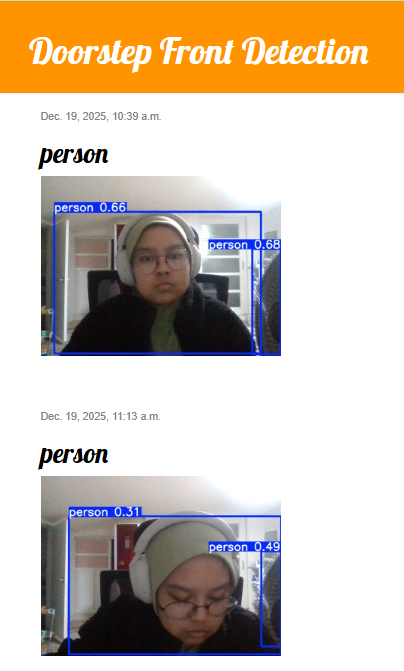 Doorstep Front Detection
Dec. 19, 2025, 10:39 a.m.
person
person 0.66
person 0.68
Dec. 19, 2025, 11:13 a.m.
person
person 0.31
person 0.49